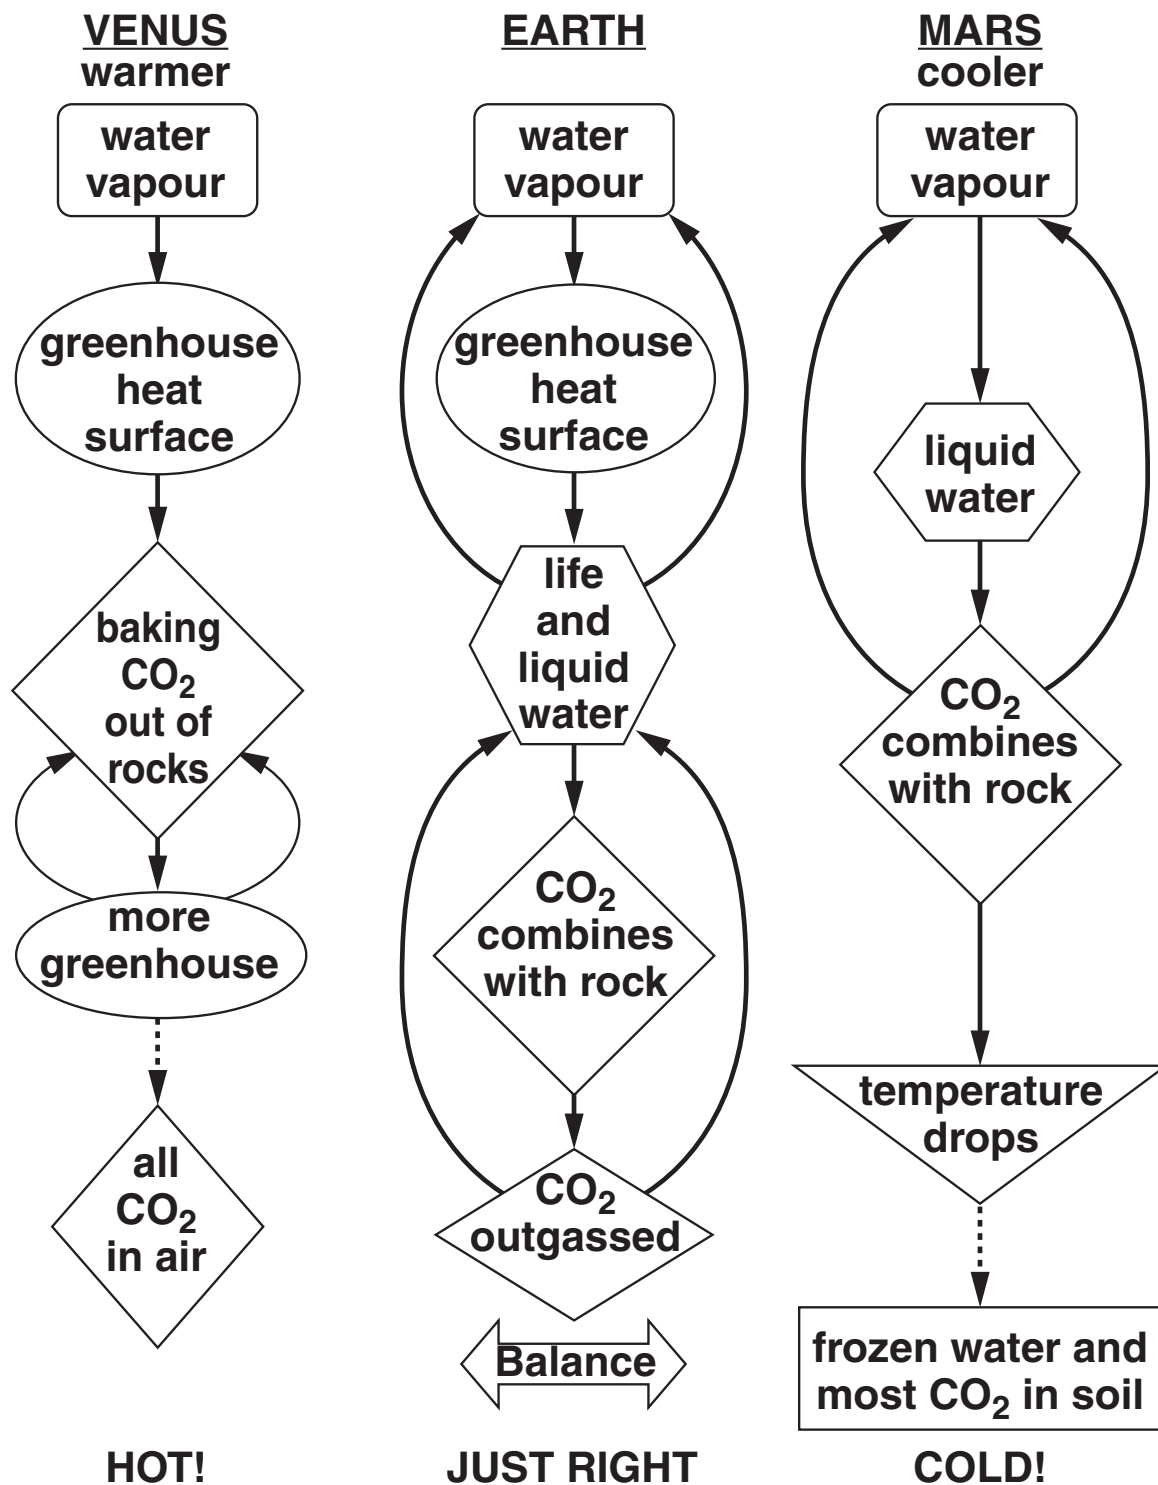 VENUS
warmer
water
vapour
greenhouse
heat
surface
baking
CO₂
out of
rocks
more
greenhouse
all
CO₂
in air
HOT!
EARTH
water
vapour
greenhouse
heat
surface
life
and
liquid
water
CO₂
combines
with rock
CO₂
outgassed
Balance
JUST RIGHT
MARS
cooler
water
vapour
liquid
water
CO₂
combines
with rock
temperature
drops
frozen water and
most CO₂ in soil
COLD!